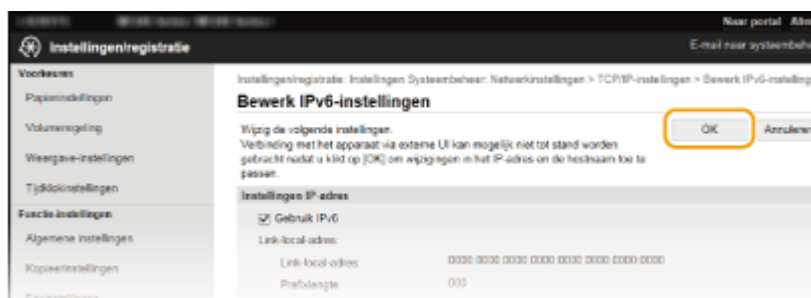 Naar portal
Instellingen/registratie
E-mail naar systeembehe
Voorkeuren
Papierinstellingen
Volumeregeling
Weergave-instellingen
Tijdklokinstellingen
Functie-instellingen
Algemene instellingen
Kopieerinstellingen
Instellingen/registratie: Instellingen Systeembeheer: Netwerkinstellingen > TCP/IP-instellingen > Bewerk IPv6-instelling
Bewerk IPv6-instellingen
Wijzig de volgende instellingen.
Verbinding met het apparaat via externe UI kan mogelijk niet tot stand worden
gebracht nadat u klikt op [OK] om wijzigingen in het IP-adres en de hostnaam toe te
passen.
OK
Annuleren
Instellingen IP-adres
Gebruik IPv6
Link-local-adres:
Link-local-adres: 0000:0000:0000:0000:0000:0000:0000:0000
Prefixlengte: 000